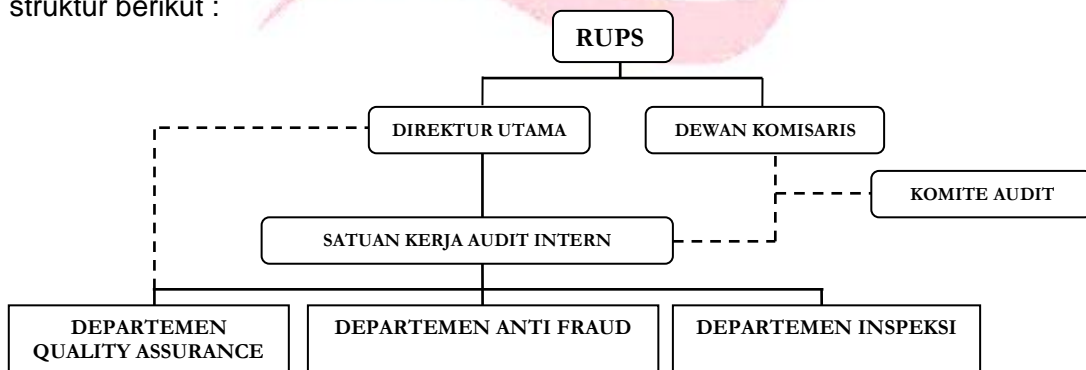 struktur berikut :
RUPS
DIREKTUR UTAMA
DEWAN KOMISARIS
KOMITE AUDIT
SATUAN KERJA AUDIT INTERN
DEPARTEMEN
QUALITY ASSURANCE
DEPARTEMEN ANTI FRAUD
DEPARTEMEN INSPEKSI